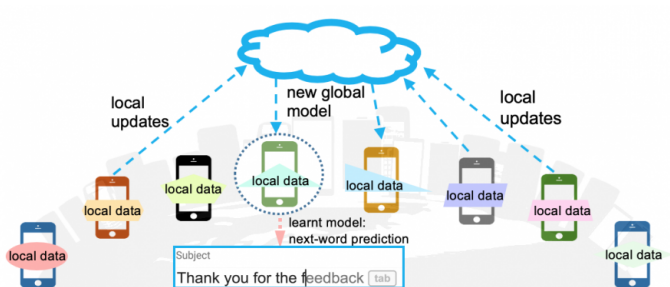 new global
model
local
updates
local
updates
local data
local data
local data
local data
local data
local data
local data
local data
learnt model:
next-word prediction
Subject
Thank you for the feedback tab